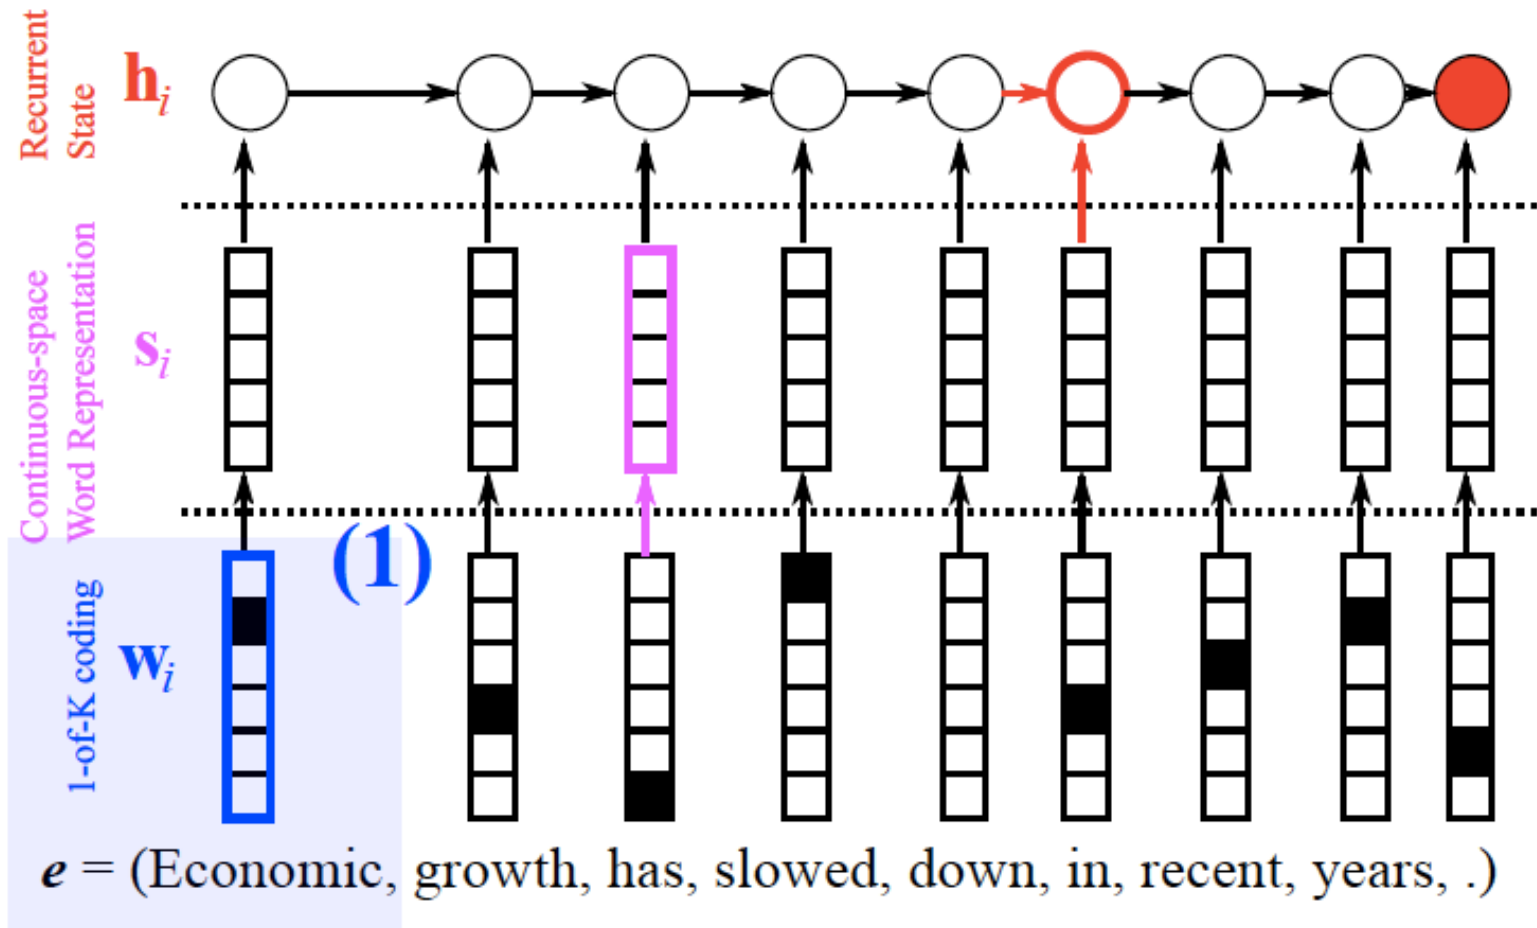 Recurrent
State
h_i
Continuous-space
Word Representation
s_i
(1)
1-of-K coding
w_i
e = (Economic, growth, has, slowed, down, in, recent, years, .)